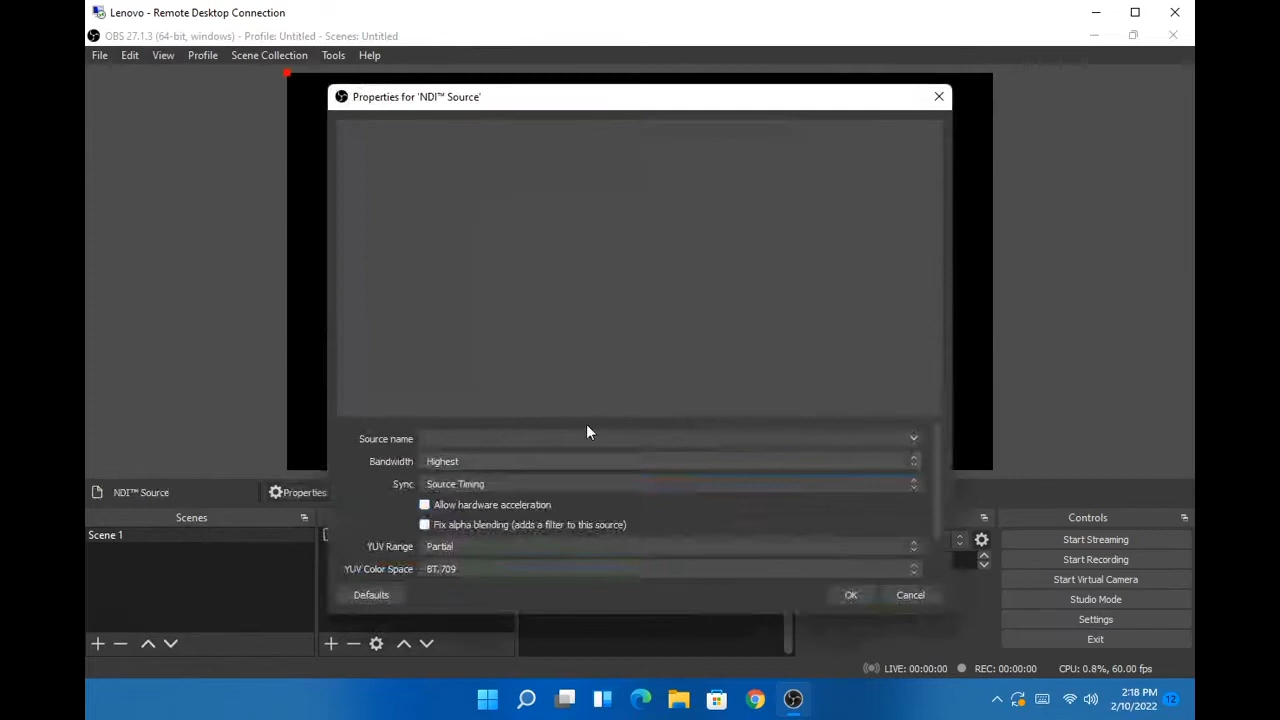 Lenovo - Remote Desktop Connection
OBS 27.1.3 (64-bit, windows) - Profile: Untitled - Scenes: Untitled
File Edit View Profile Scene Collection Tools Help
Properties for 'NDI™ Source'
Source name
Bandwidth Highest
Sync Source Timing
Allow hardware acceleration
Fix alpha blending (adds a filter to this source)
YUV Range Partial
YUV Color Space BT.709
Defaults OK Cancel
NDI™ Source Properties
Scenes Controls
Scene 1
Start Streaming
Start Recording
Start Virtual Camera
Studio Mode
Settings
Exit
LIVE: 00:00:00 REC: 00:00:00 CPU: 0.8%, 60.00 fps
2:18 PM
2/10/2022 12